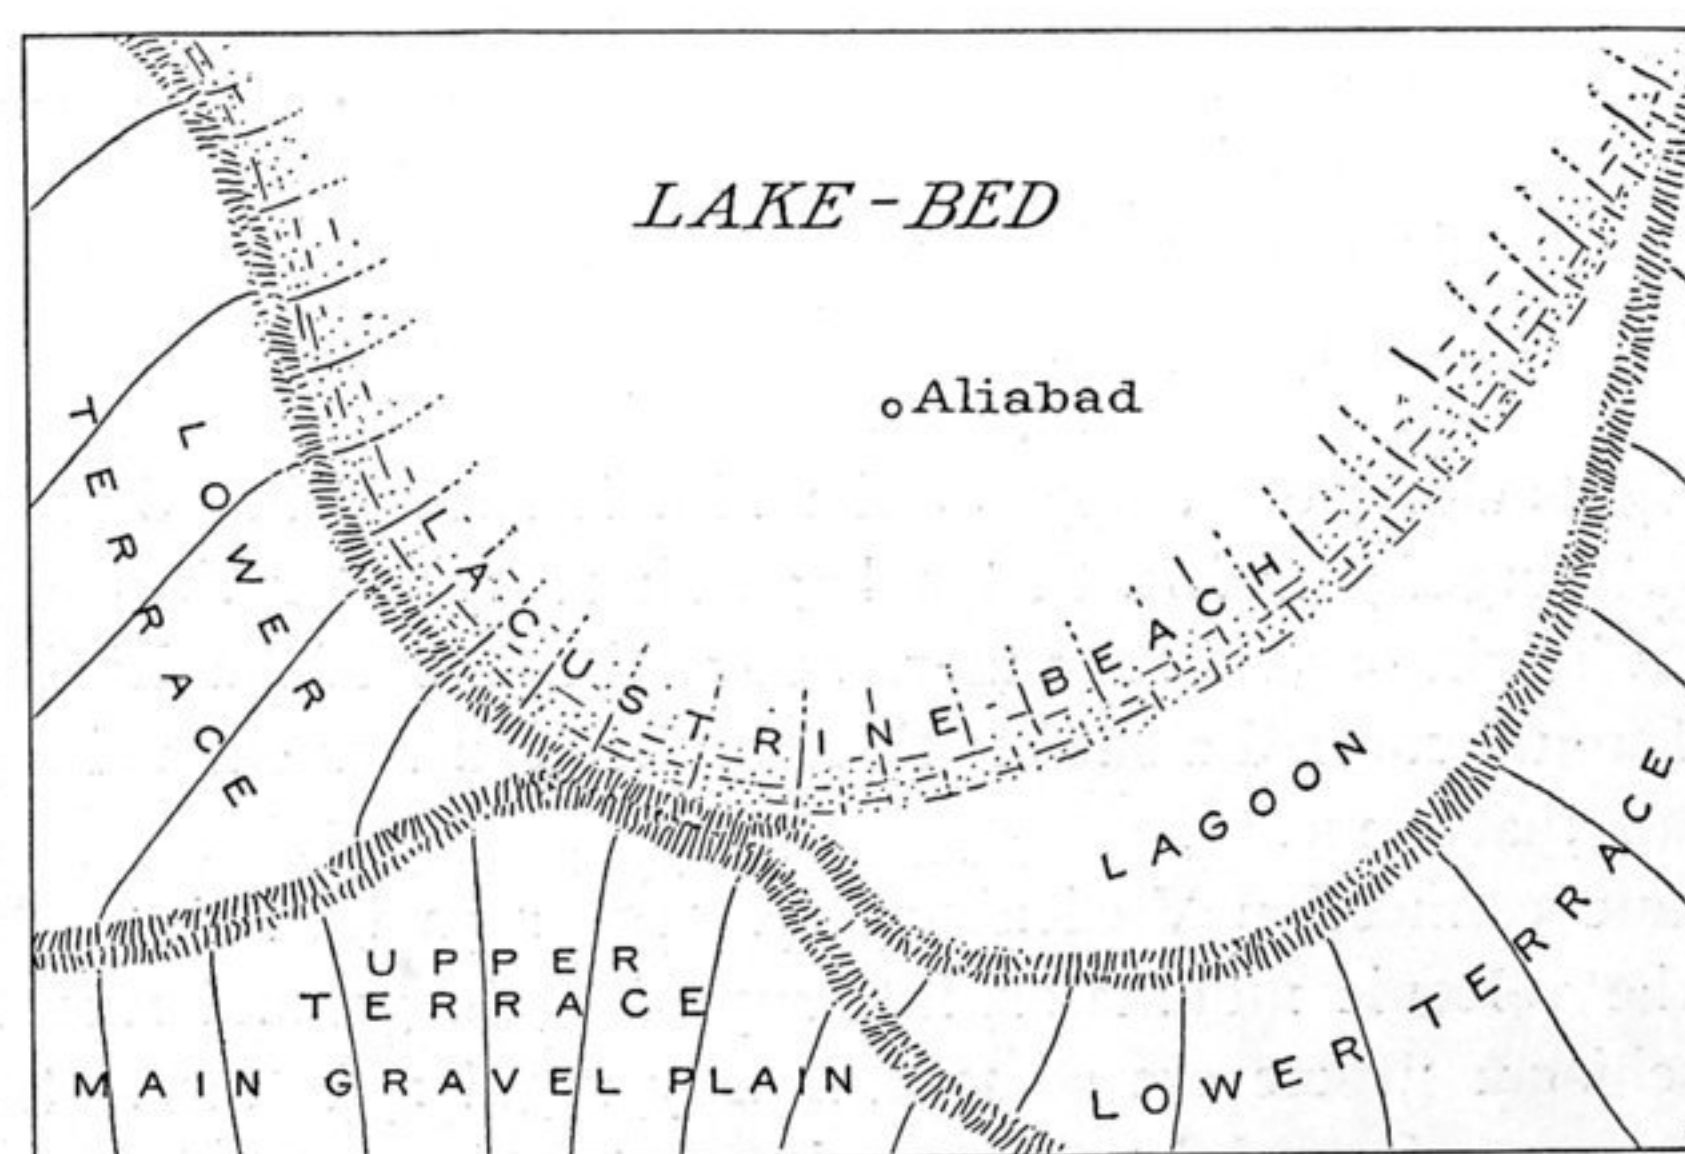 LAKE-BED
Aliabad
LOWER
TERRACE
LACUSTRINE BEACH
LAGOON
UPPER
TERRACE
MAIN GRAVEL PLAIN
LOWER TERRACE